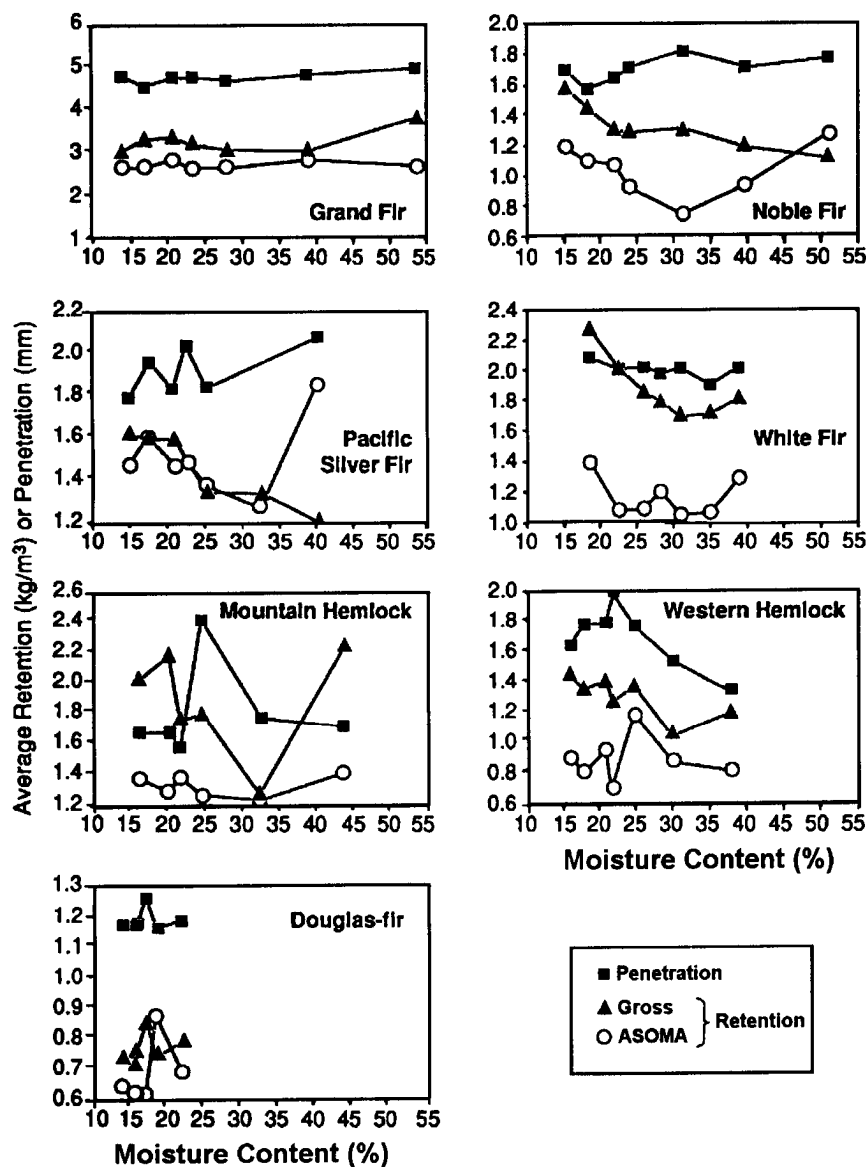 Average Retention (kg/m³) or Penetration (mm)
6
5
4
3
2
1
Grand Fir
10 15 20 25 30 35 40 45 50 55
2.0
1.8
1.6
1.4
1.2
1.0
0.8
0.6
Noble Fir
10 15 20 25 30 35 40 45 50 55
2.2
2.0
1.8
1.6
1.4
1.2
Pacific
Silver Fir
10 15 20 25 30 35 40 45 50 55
2.4
2.2
2.0
1.8
1.6
1.4
1.2
1.0
White Fir
10 15 20 25 30 35 40 45 50 55
2.6
2.4
2.2
2.0
1.8
1.6
1.4
1.2
Mountain Hemlock
10 15 20 25 30 35 40 45 50 55
2.0
1.8
1.6
1.4
1.2
1.0
0.8
0.6
Western Hemlock
10 15 20 25 30 35 40 45 50 55
Moisture Content (%)
1.3
1.2
1.1
1.0
0.9
0.8
0.7
0.6
Douglas-fir
10 15 20 25 30 35 40 45 50 55
Moisture Content (%)
Penetration
Gross
ASOMA
Retention